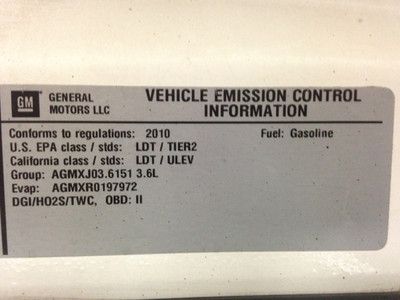 GM
GENERAL MOTORS LLC
VEHICLE EMISSION CONTROL
INFORMATION
Conforms to regulations: 2010 Fuel: Gasoline
U.S. EPA class / stds: LDT / TIER2
California class / stds: LDT / ULEV
Group: AGMXJ03.6151 3.6L
Evap: AGMXR0197972
DGI/HO2S/TWC, OBD: II